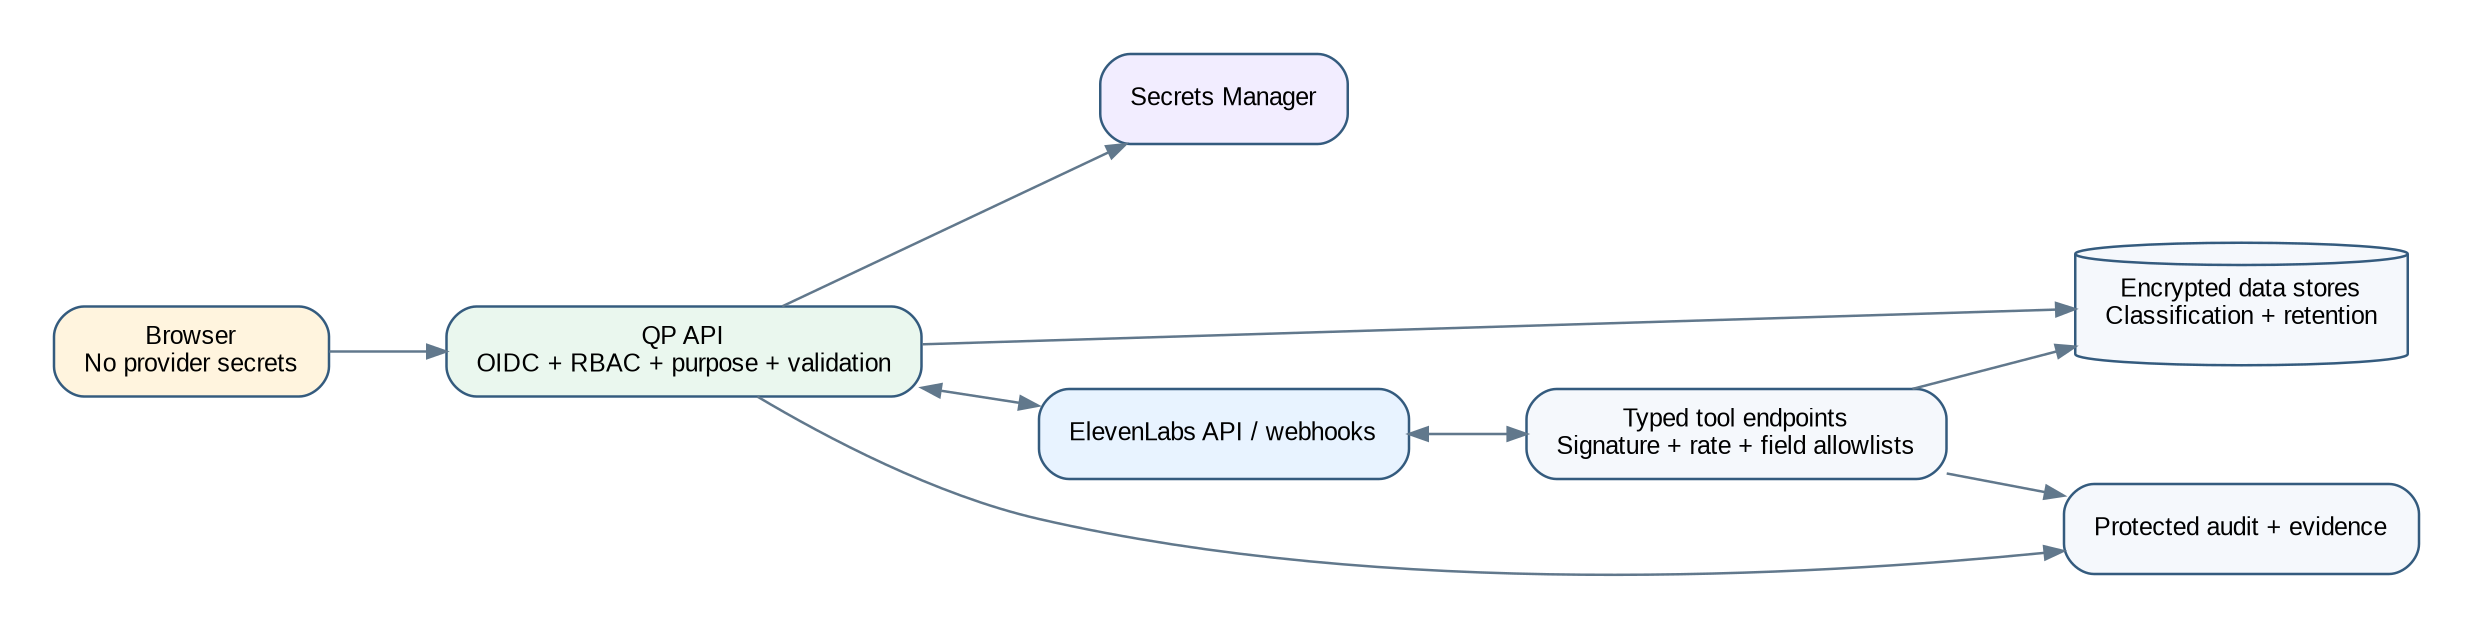 Secrets Manager
Browser
No provider secrets
QP API
OIDC + RBAC + purpose + validation
Encrypted data stores
Classification + retention
ElevenLabs API / webhooks
Typed tool endpoints
Signature + rate + field allowlists
Protected audit + evidence